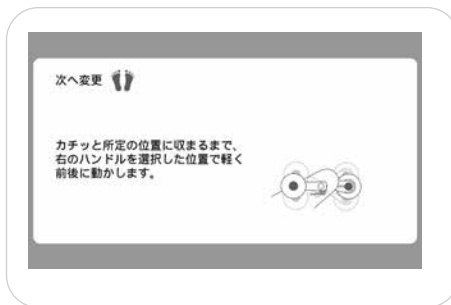 次へ変更
カチッと所定の位置に収まるまで、
右のハンドルを選択した位置で軽く
前後に動かします。